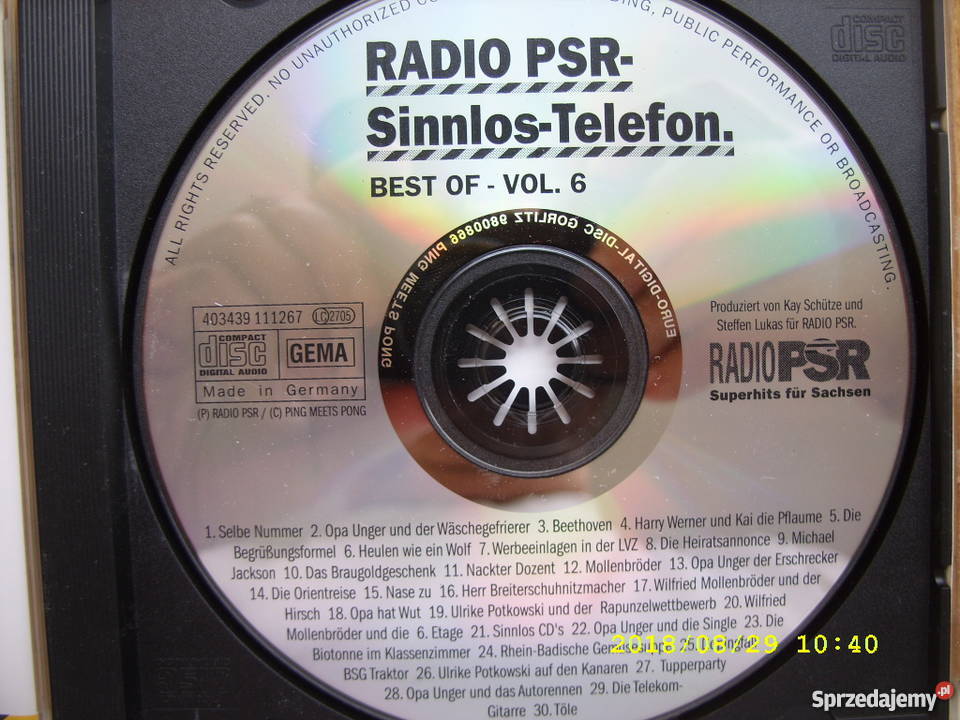 ALL RIGHTS RESERVED. NO UNAUTHORIZED
DING, PUBLIC PERFORMANCE OR BROADCASTING.
COMPACT
disc
DIGITAL AUDIO
RADIO PSR-
Sinnlos-Telefon.
BEST OF - VOL. 6
EURO-DIGITAL-DISC GÖRLITZ 9800866 PING MEETS PONG
403439 111267 LC 2705
COMPACT
disc
DIGITAL AUDIO
GEMA
Made in Germany
(P) RADIO PSR / (C) PING MEETS PONG
Produziert von Kay Schütze und
Steffen Lukas für RADIO PSR.
RADIO PSR
Superhits für Sachsen
1. Selbe Nummer 2. Opa Unger und der Wäschegefrierer 3. Beethoven 4. Harry Werner und Kai die Pflaume 5. Die
Begrüßungsformel 6. Heulen wie ein Wolf 7. Werbeeinlagen in der LVZ 8. Die Heiratsannonce 9. Michael
Jackson 10. Das Braugoldgeschenk 11. Nackter Dozent 12. Mollenbröder 13. Opa Unger der Erschrecker
14. Die Orientreise 15. Nase zu 16. Herr Breiterschuhnitzmacher 17. Wilfried Mollenbröder und der
Hirsch 18. Opa hat Wut 19. Ulrike Potkowski und der Rapunzelwettbewerb 20. Wilfried
Mollenbröder und die 6. Etage 21. Sinnlos CD's 22. Opa Unger und die Single 23. Die
Biotonne im Klassenzimmer 24. Rhein-Badische 25.
BSG Traktor 26. Ulrike Potkowski auf den Kanaren 27. Tupperparty
28. Opa Unger und das Autorennen 29. Die Telekom-
Gitarre 30. Töle
2018/08/29 10:40
Sprzedajemy.pl